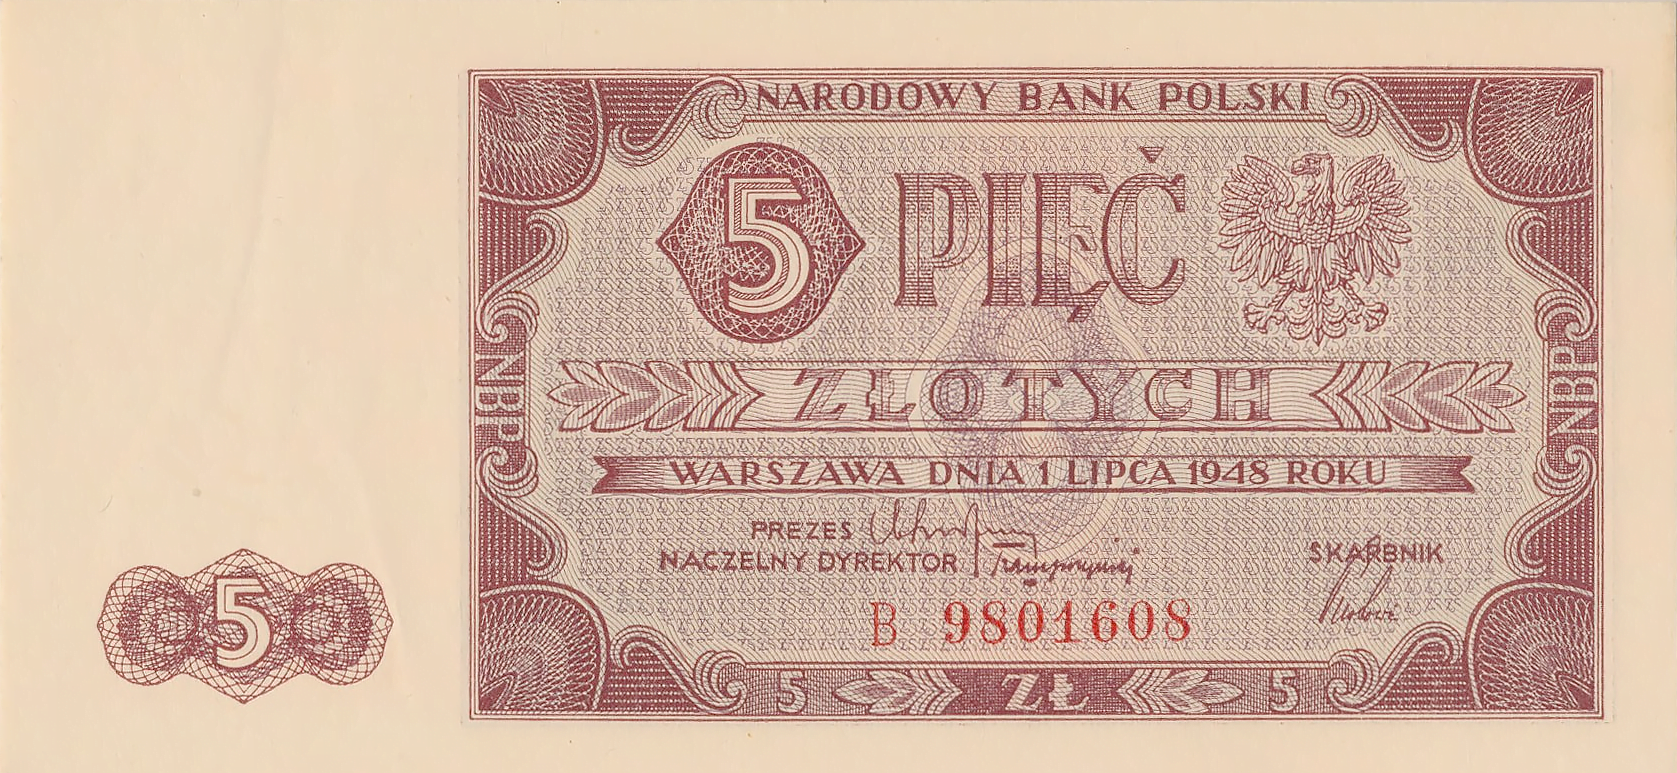 NARODOWY BANK POLSKI
5 PIĘĆ
ZŁOTYCH
NBP
NBP
WARSZAWA DNIA 1 LIPCA 1948 ROKU
PREZES
NACZELNY DYREKTOR
SKARBNIK
B 9801608
5 ZŁ 5
5